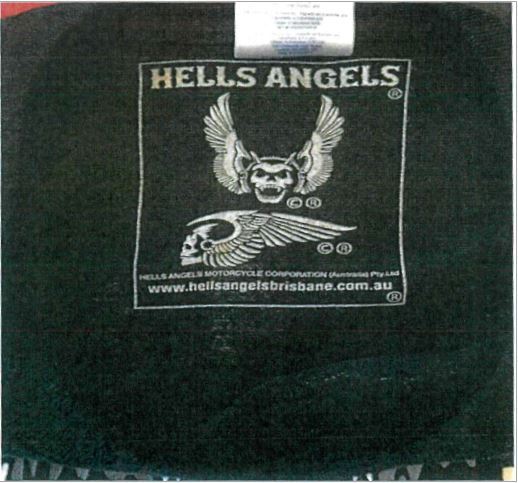 HELLS ANGELS
®
©®
©®
HELLS ANGELS MOTORCYCLE CORPORATION (Australia) Pty.Ltd
www.hellsangelsbrisbane.com.au
®